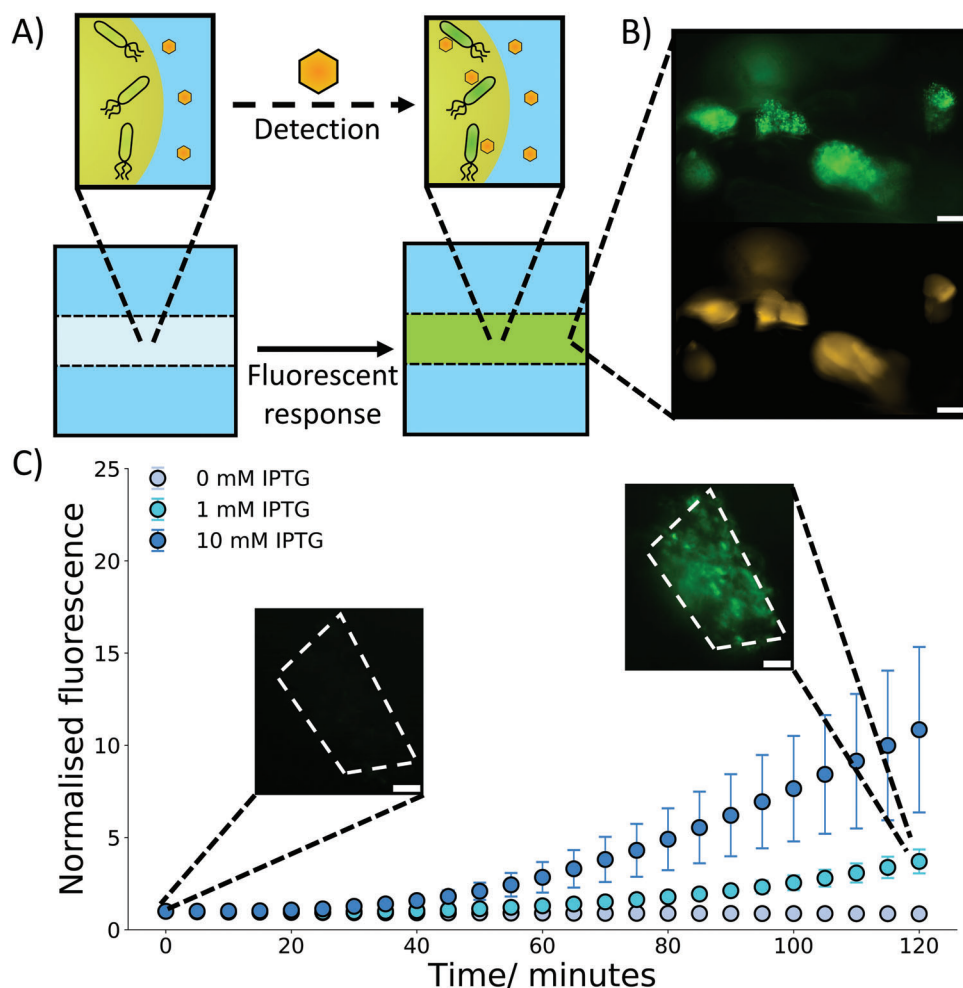 A)
B)
Detection
Fluorescent
response
C)
0 mM IPTG
1 mM IPTG
10 mM IPTG
Normalised fluorescence
25
20
15
10
5
0
0
20
40
60
80
100
120
Time/ minutes